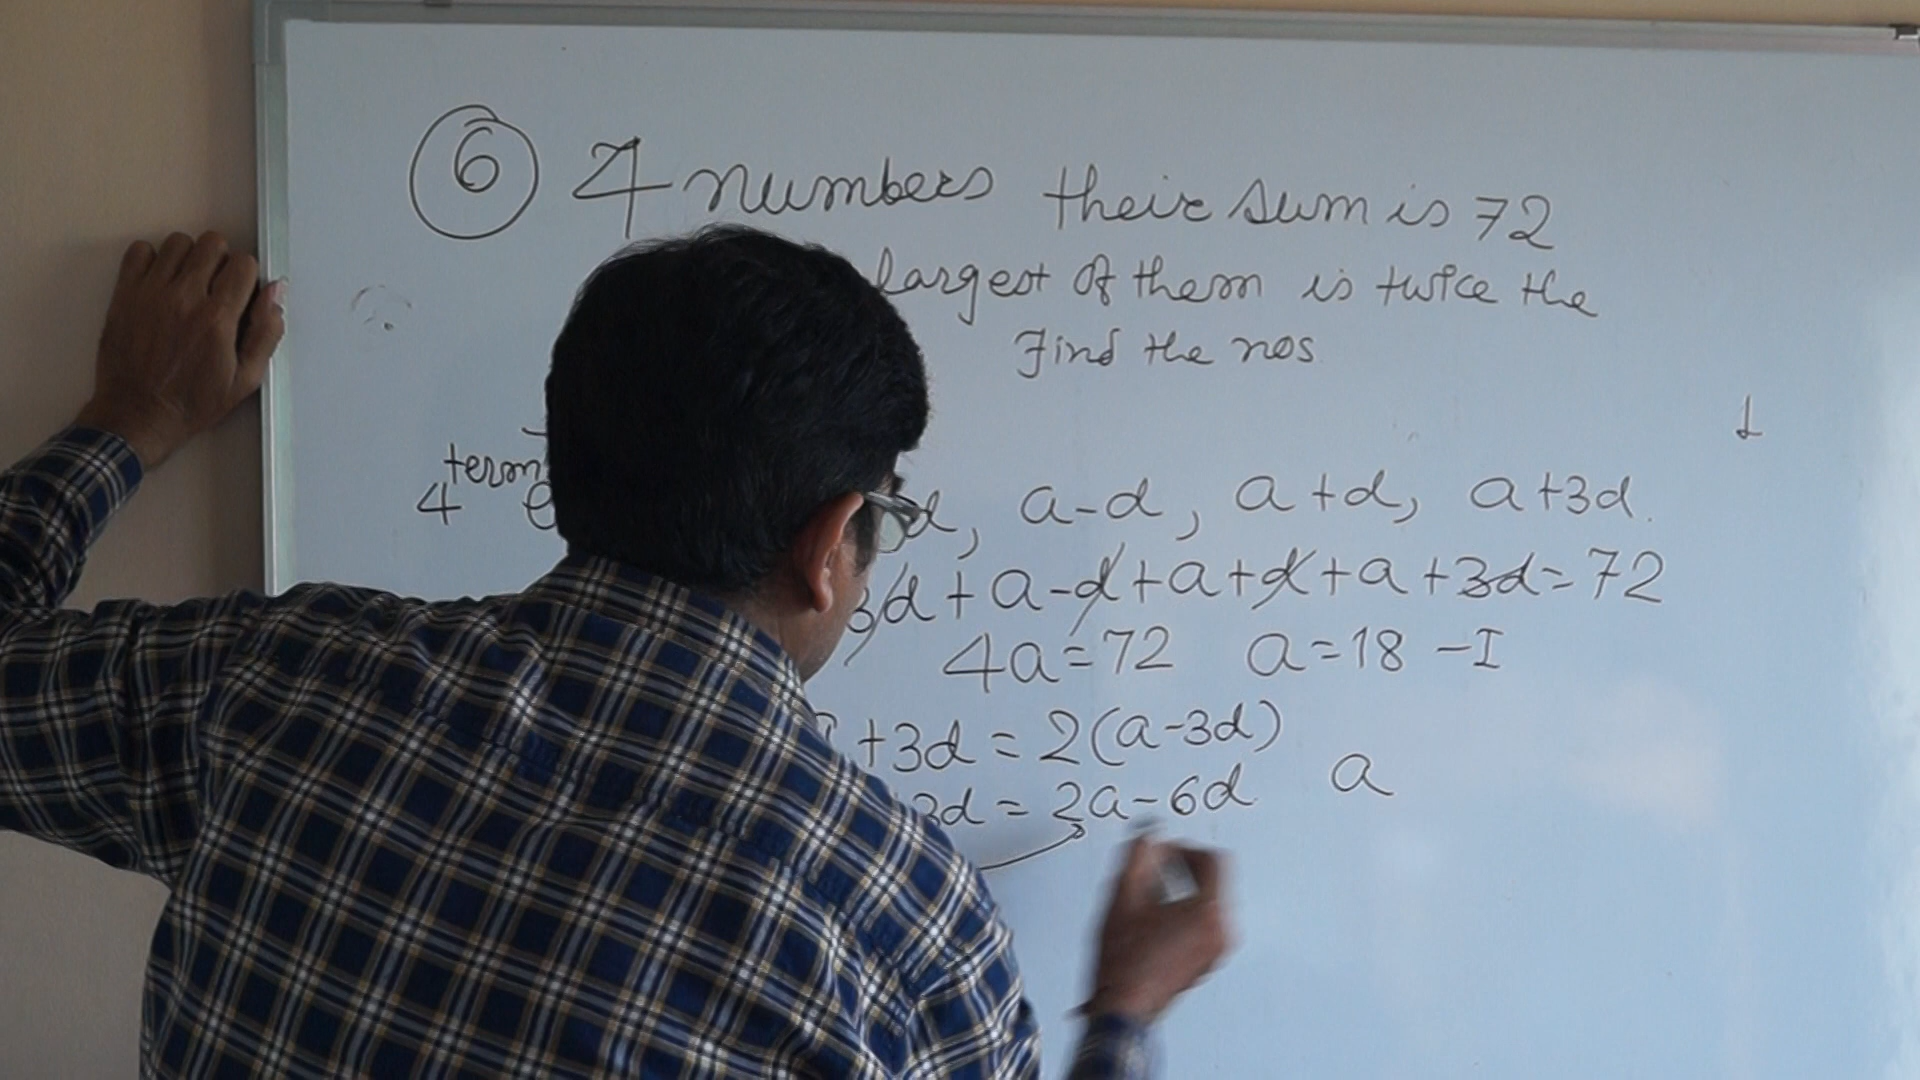 6 4 numbers their sum is 72
largest of them is twice the
Find the nos
term
4 d, a-d, a+d, a+3d.
3d+a-d+a+d+a+3d=72
4a=72 a=18 -I
+3d=2(a-3d)
3d=2a-6d a